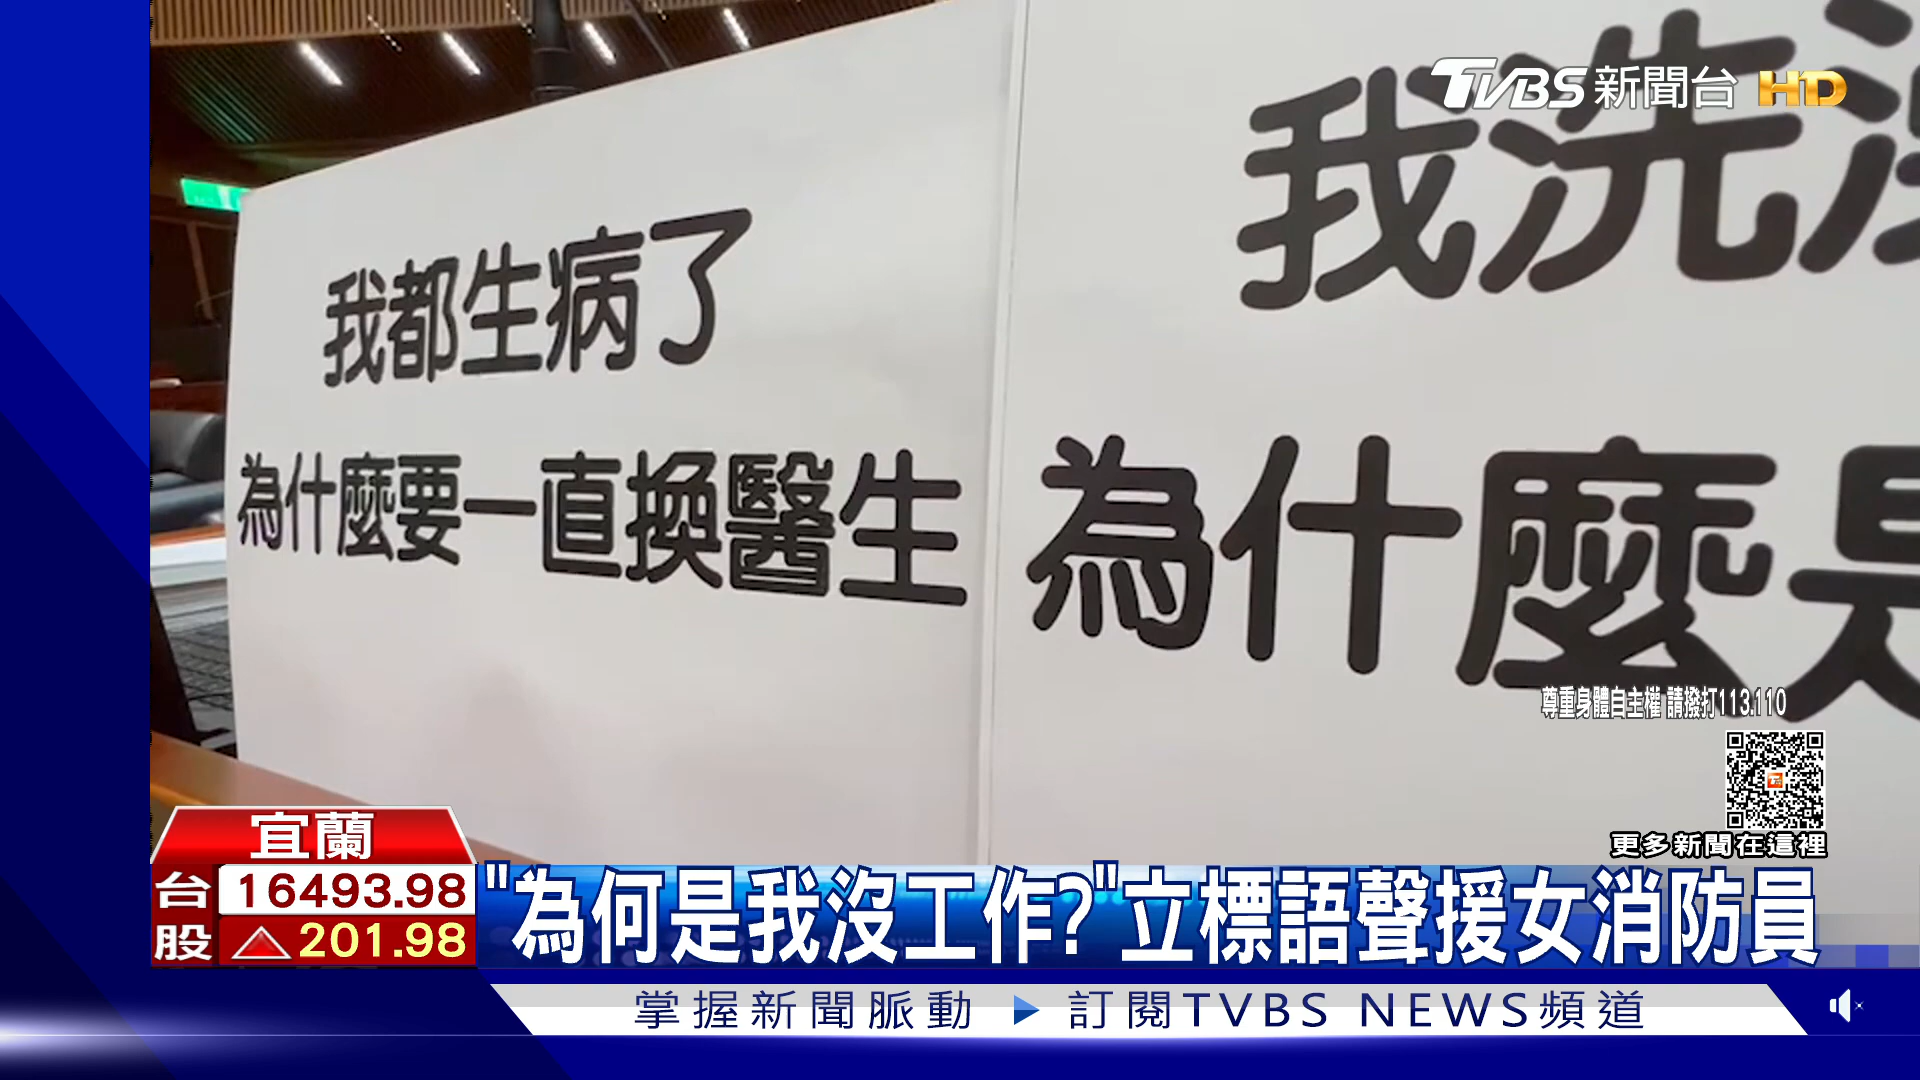 TVBS新聞台 HD
我都生病了
為什麼要一直換醫生
我洗
為什麼是
尊重身體自主權 請撥打113.110
更多新聞在這裡
宜蘭
台股 16493.98
201.98
"為何是我沒工作?"立標語聲援女消防員
掌握新聞脈動 訂閱TVBS NEWS頻道